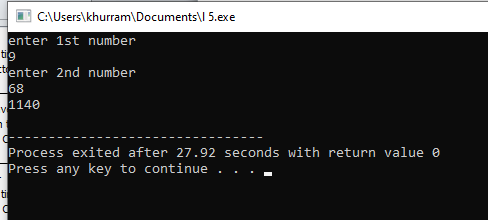 C:\Users\khurram\Documents\I 5.exe
enter 1st number
9
enter 2nd number
68
1140
--------------------------------
Process exited after 27.92 seconds with return value 0
Press any key to continue . . .